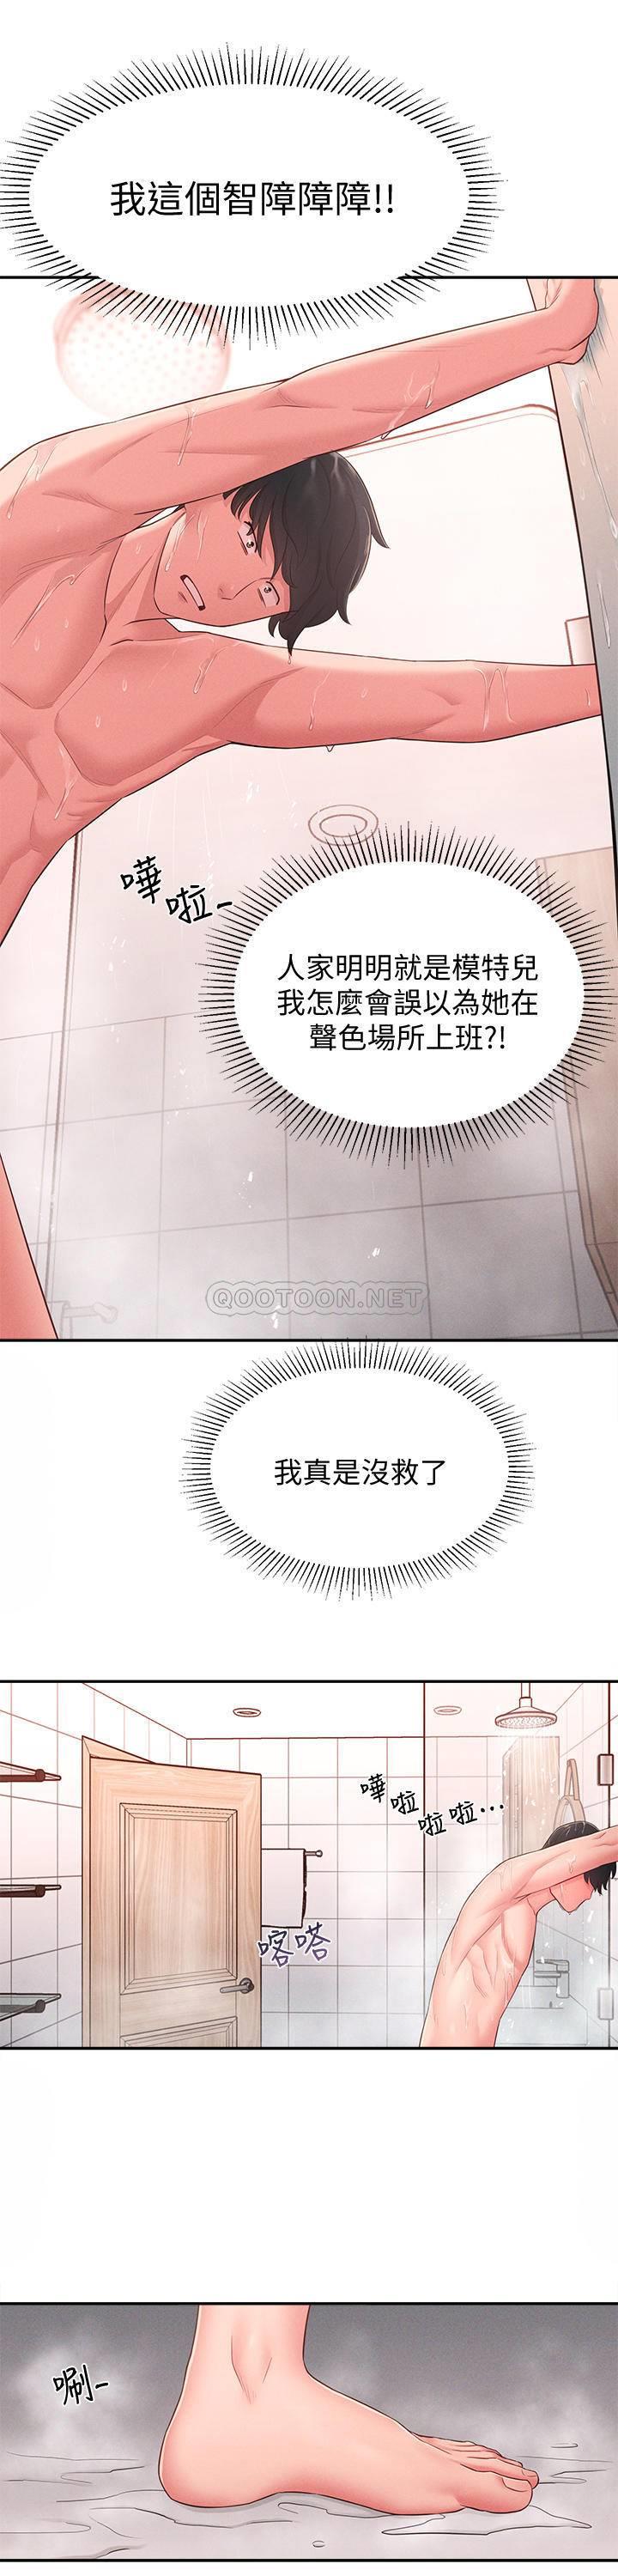 我這個智障障障!!
嘩啦-
人家明明就是模特兒
我怎麼會誤以為她在
聲色場所上班?!
QOOTOON.NET
我真是沒救了
嘩啦啦啦...
喀嗒
唰-